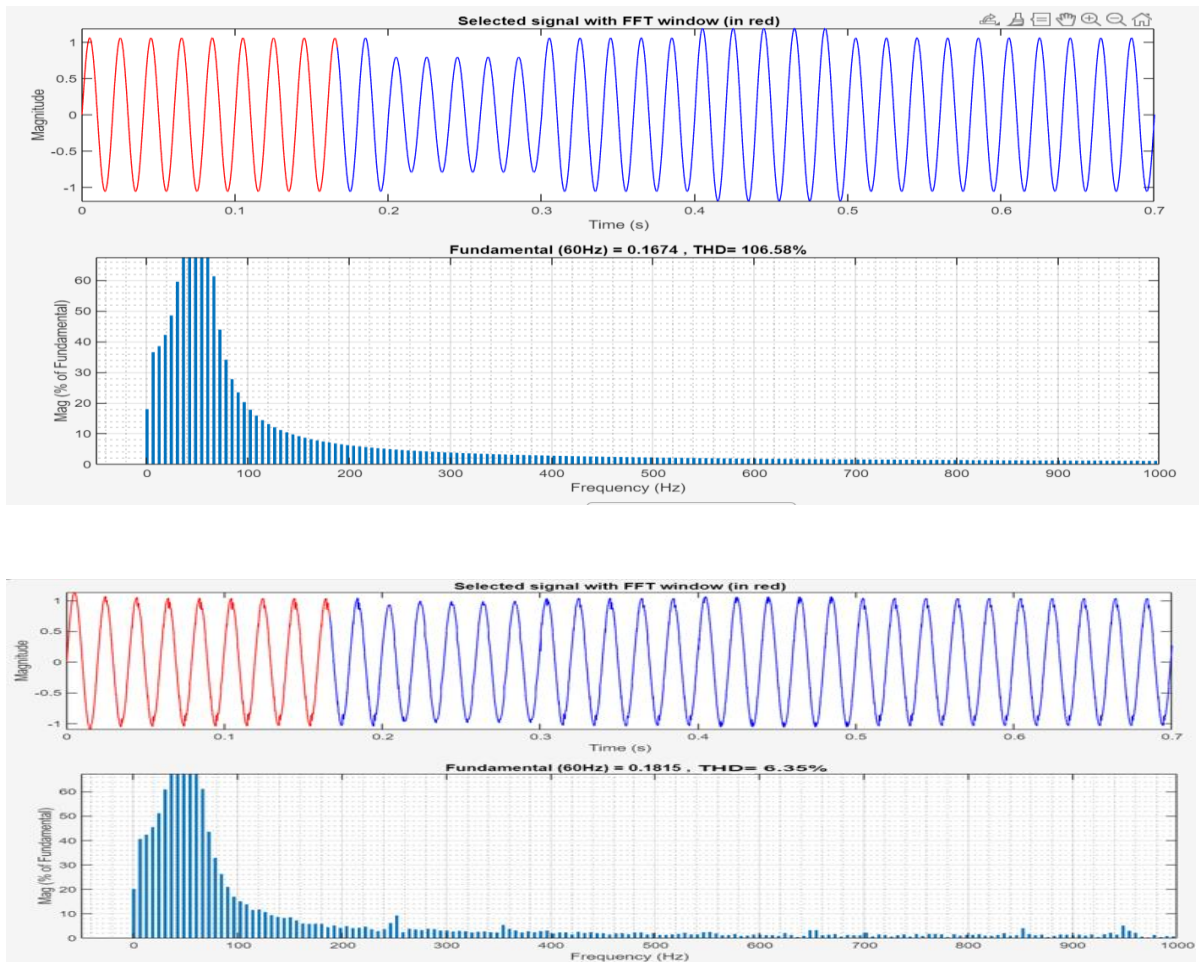 Selected signal with FFT window (in red)
1
0.5
0
-0.5
-1
Magnitude
0 0.1 0.2 0.3 0.4 0.5 0.6 0.7
Time (s)
Fundamental (60Hz) = 0.1674 , THD= 106.58%
60
50
40
30
20
10
0
Mag (% of Fundamental)
0 100 200 300 400 500 600 700 800 900 1000
Frequency (Hz)
Selected signal with FFT window (in red)
1
0.5
0
-0.5
-1
Magnitude
0 0.1 0.2 0.3 0.4 0.5 0.6 0.7
Time (s)
Fundamental (60Hz) = 0.1815 , THD= 6.35%
60
50
40
30
20
10
0
Mag (% of Fundamental)
0 100 200 300 400 500 600 700 800 900 1000
Frequency (Hz)